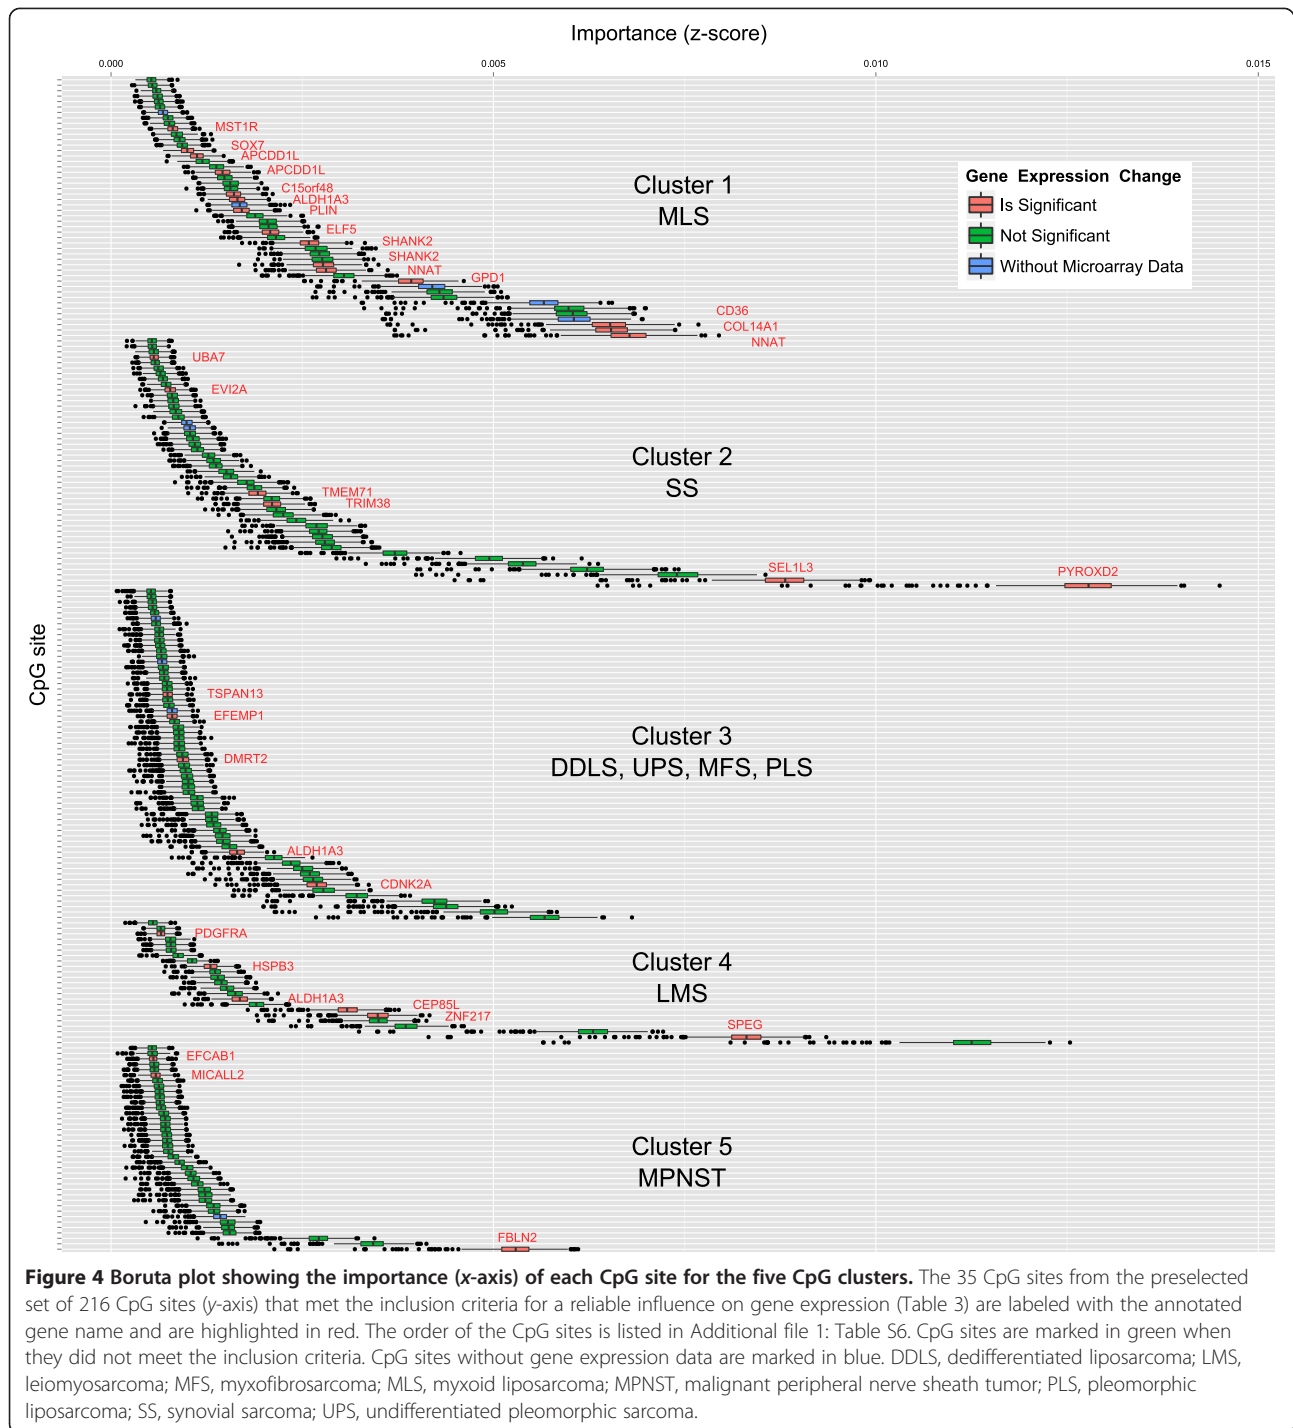 Importance (z-score)
0.000
0.005
0.010
0.015
CpG site
MST1R
SOX7
APCDD1L
APCDD1L
C15orf48
ALDH1A3
PLIN
ELF5
SHANK2
SHANK2
NNAT
GPD1
CD36
COL14A1
NNAT
Cluster 1
MLS
Gene Expression Change
Is Significant
Not Significant
Without Microarray Data
UBA7
EVI2A
TMEM71
TRIM38
SEL1L3
PYROXD2
Cluster 2
SS
TSPAN13
EFEMP1
DMRT2
ALDH1A3
CDNK2A
Cluster 3
DDLS, UPS, MFS, PLS
PDGFRA
HSPB3
ALDH1A3
CEP85L
ZNF217
SPEG
Cluster 4
LMS
EFCAB1
MICALL2
FBLN2
Cluster 5
MPNST
Figure 4 Boruta plot showing the importance (x-axis) of each CpG site for the five CpG clusters. The 35 CpG sites from the preselected
set of 216 CpG sites (y-axis) that met the inclusion criteria for a reliable influence on gene expression (Table 3) are labeled with the annotated
gene name and are highlighted in red. The order of the CpG sites is listed in Additional file 1: Table S6. CpG sites are marked in green when
they did not meet the inclusion criteria. CpG sites without gene expression data are marked in blue. DDLS, dedifferentiated liposarcoma; LMS,
leiomyosarcoma; MFS, myxofibrosarcoma; MLS, myxoid liposarcoma; MPNST, malignant peripheral nerve sheath tumor; PLS, pleomorphic
liposarcoma; SS, synovial sarcoma; UPS, undifferentiated pleomorphic sarcoma.